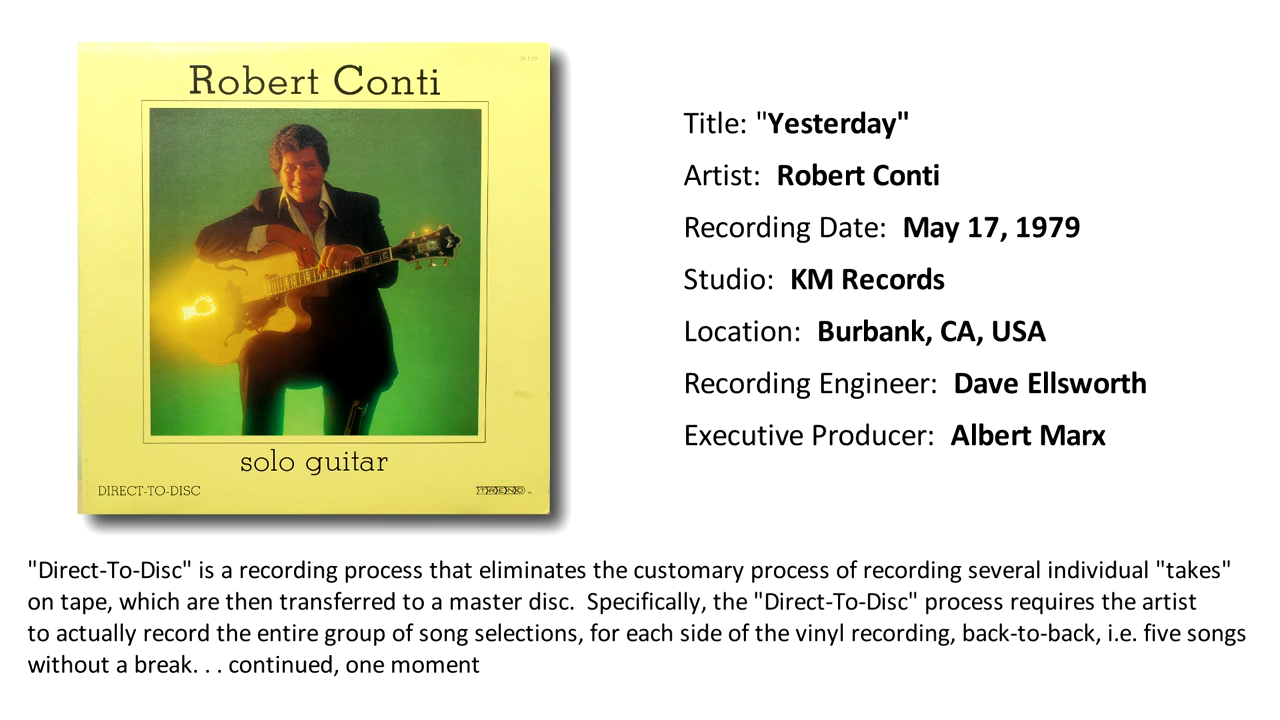 Robert Conti
solo guitar
DIRECT-TO-DISC
TREND
Title: "Yesterday"
Artist: Robert Conti
Recording Date: May 17, 1979
Studio: KM Records
Location: Burbank, CA, USA
Recording Engineer: Dave Ellsworth
Executive Producer: Albert Marx
"Direct-To-Disc" is a recording process that eliminates the customary process of recording several individual "takes"
on tape, which are then transferred to a master disc. Specifically, the "Direct-To-Disc" process requires the artist
to actually record the entire group of song selections, for each side of the vinyl recording, back-to-back, i.e. five songs
without a break. . . continued, one moment